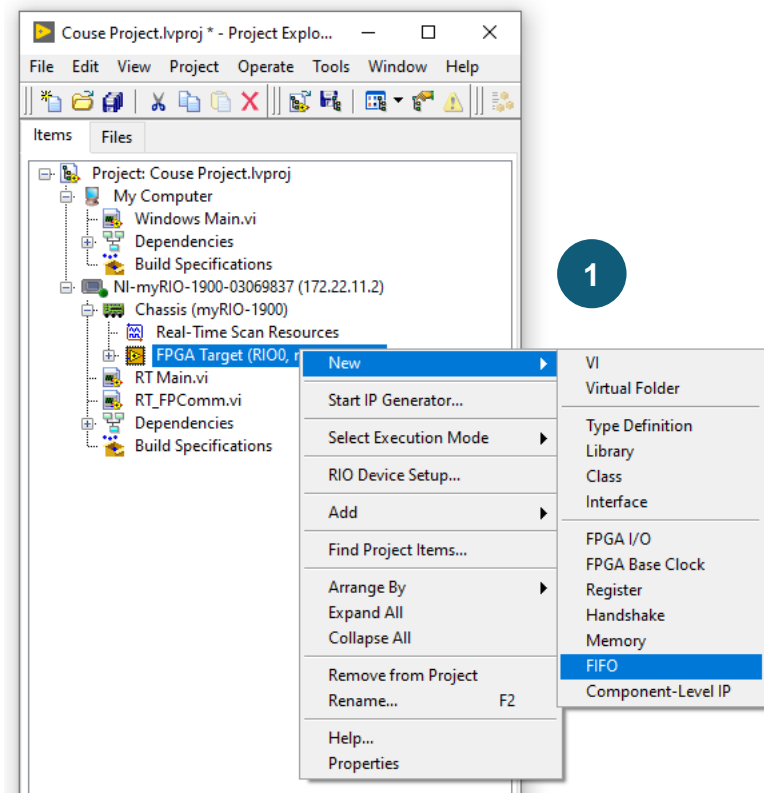 Couse Project.lvproj * - Project Explo...
File Edit View Project Operate Tools Window Help
Items Files
Project: Couse Project.lvproj
My Computer
Windows Main.vi
Dependencies
Build Specifications
NI-myRIO-1900-03069837 (172.22.11.2)
Chassis (myRIO-1900)
Real-Time Scan Resources
FPGA Target (RIO0,
RT Main.vi
RT_FPComm.vi
Dependencies
Build Specifications
1
New
Start IP Generator...
Select Execution Mode
RIO Device Setup...
Add
Find Project Items...
Arrange By
Expand All
Collapse All
Remove from Project
Rename... F2
Help...
Properties
VI
Virtual Folder
Type Definition
Library
Class
Interface
FPGA I/O
FPGA Base Clock
Register
Handshake
Memory
FIFO
Component-Level IP